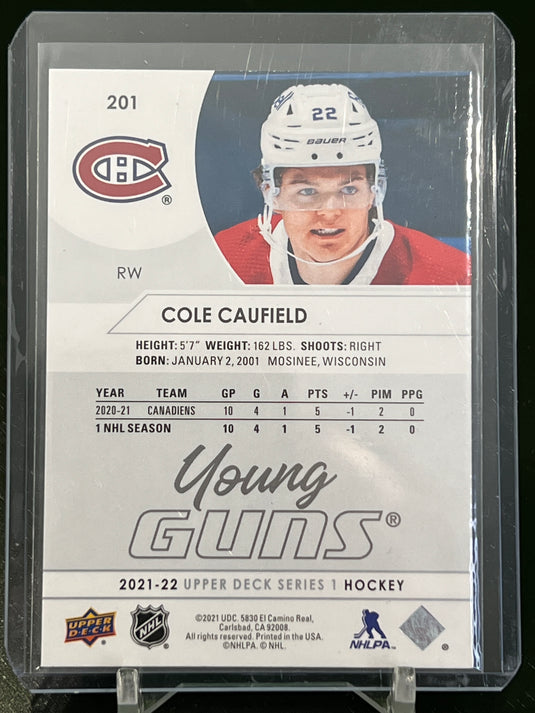 201
22
BAUER
®
RW
COLE CAUFIELD
HEIGHT: 5'7" WEIGHT: 162 LBS. SHOOTS: RIGHT
BORN: JANUARY 2, 2001 MOSINEE, WISCONSIN
YEAR TEAM GP G A PTS +/- PIM PPG
2020-21 CANADIENS 10 4 1 5 -1 2 0
1 NHL SEASON 10 4 1 5 -1 2 0
Young
GUNS®
2021-22 UPPER DECK SERIES 1 HOCKEY
UPPER DECK
NHL
©2021 UDC. 5830 El Camino Real,
Carlsbad, CA 92008.
All rights reserved. Printed in the USA.
©NHLPA. © NHL.
NHLPA
®